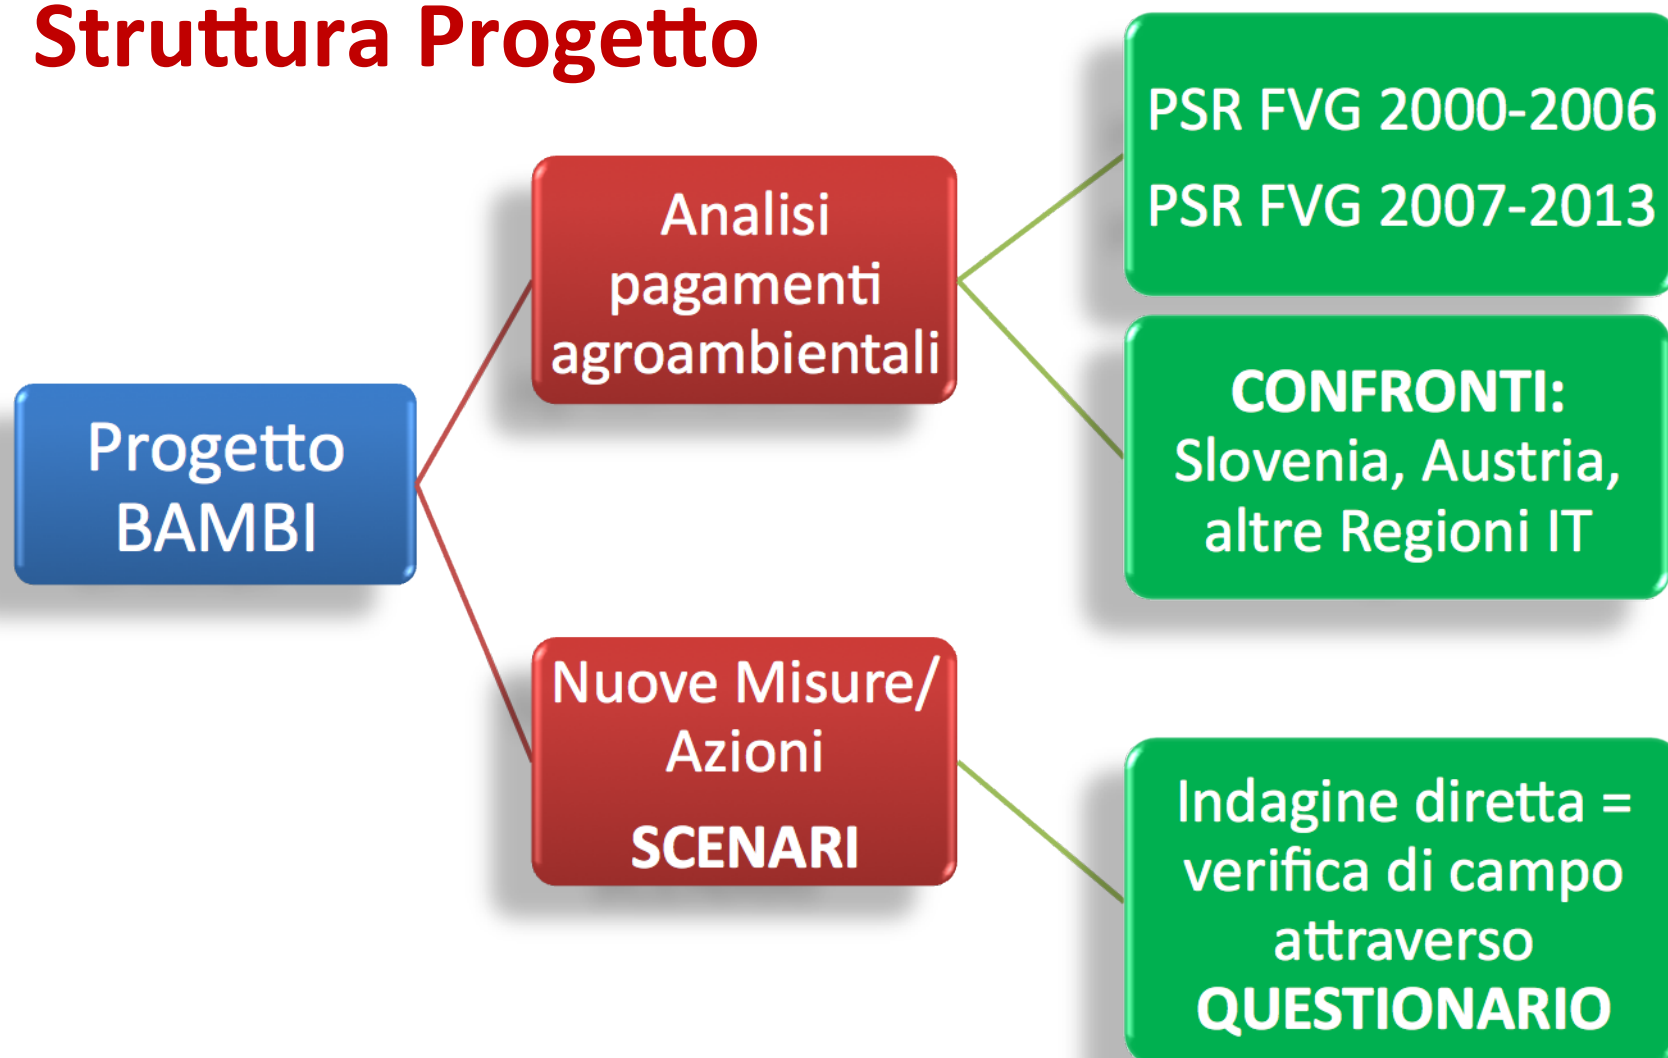 Struttura Progetto
Progetto
BAMBI
Analisi
pagamenti
agroambientali
PSR FVG 2000-2006
PSR FVG 2007-2013
CONFRONTI:
Slovenia, Austria,
altre Regioni IT
Nuove Misure/
Azioni
SCENARI
Indagine diretta =
verifica di campo
attraverso
QUESTIONARIO